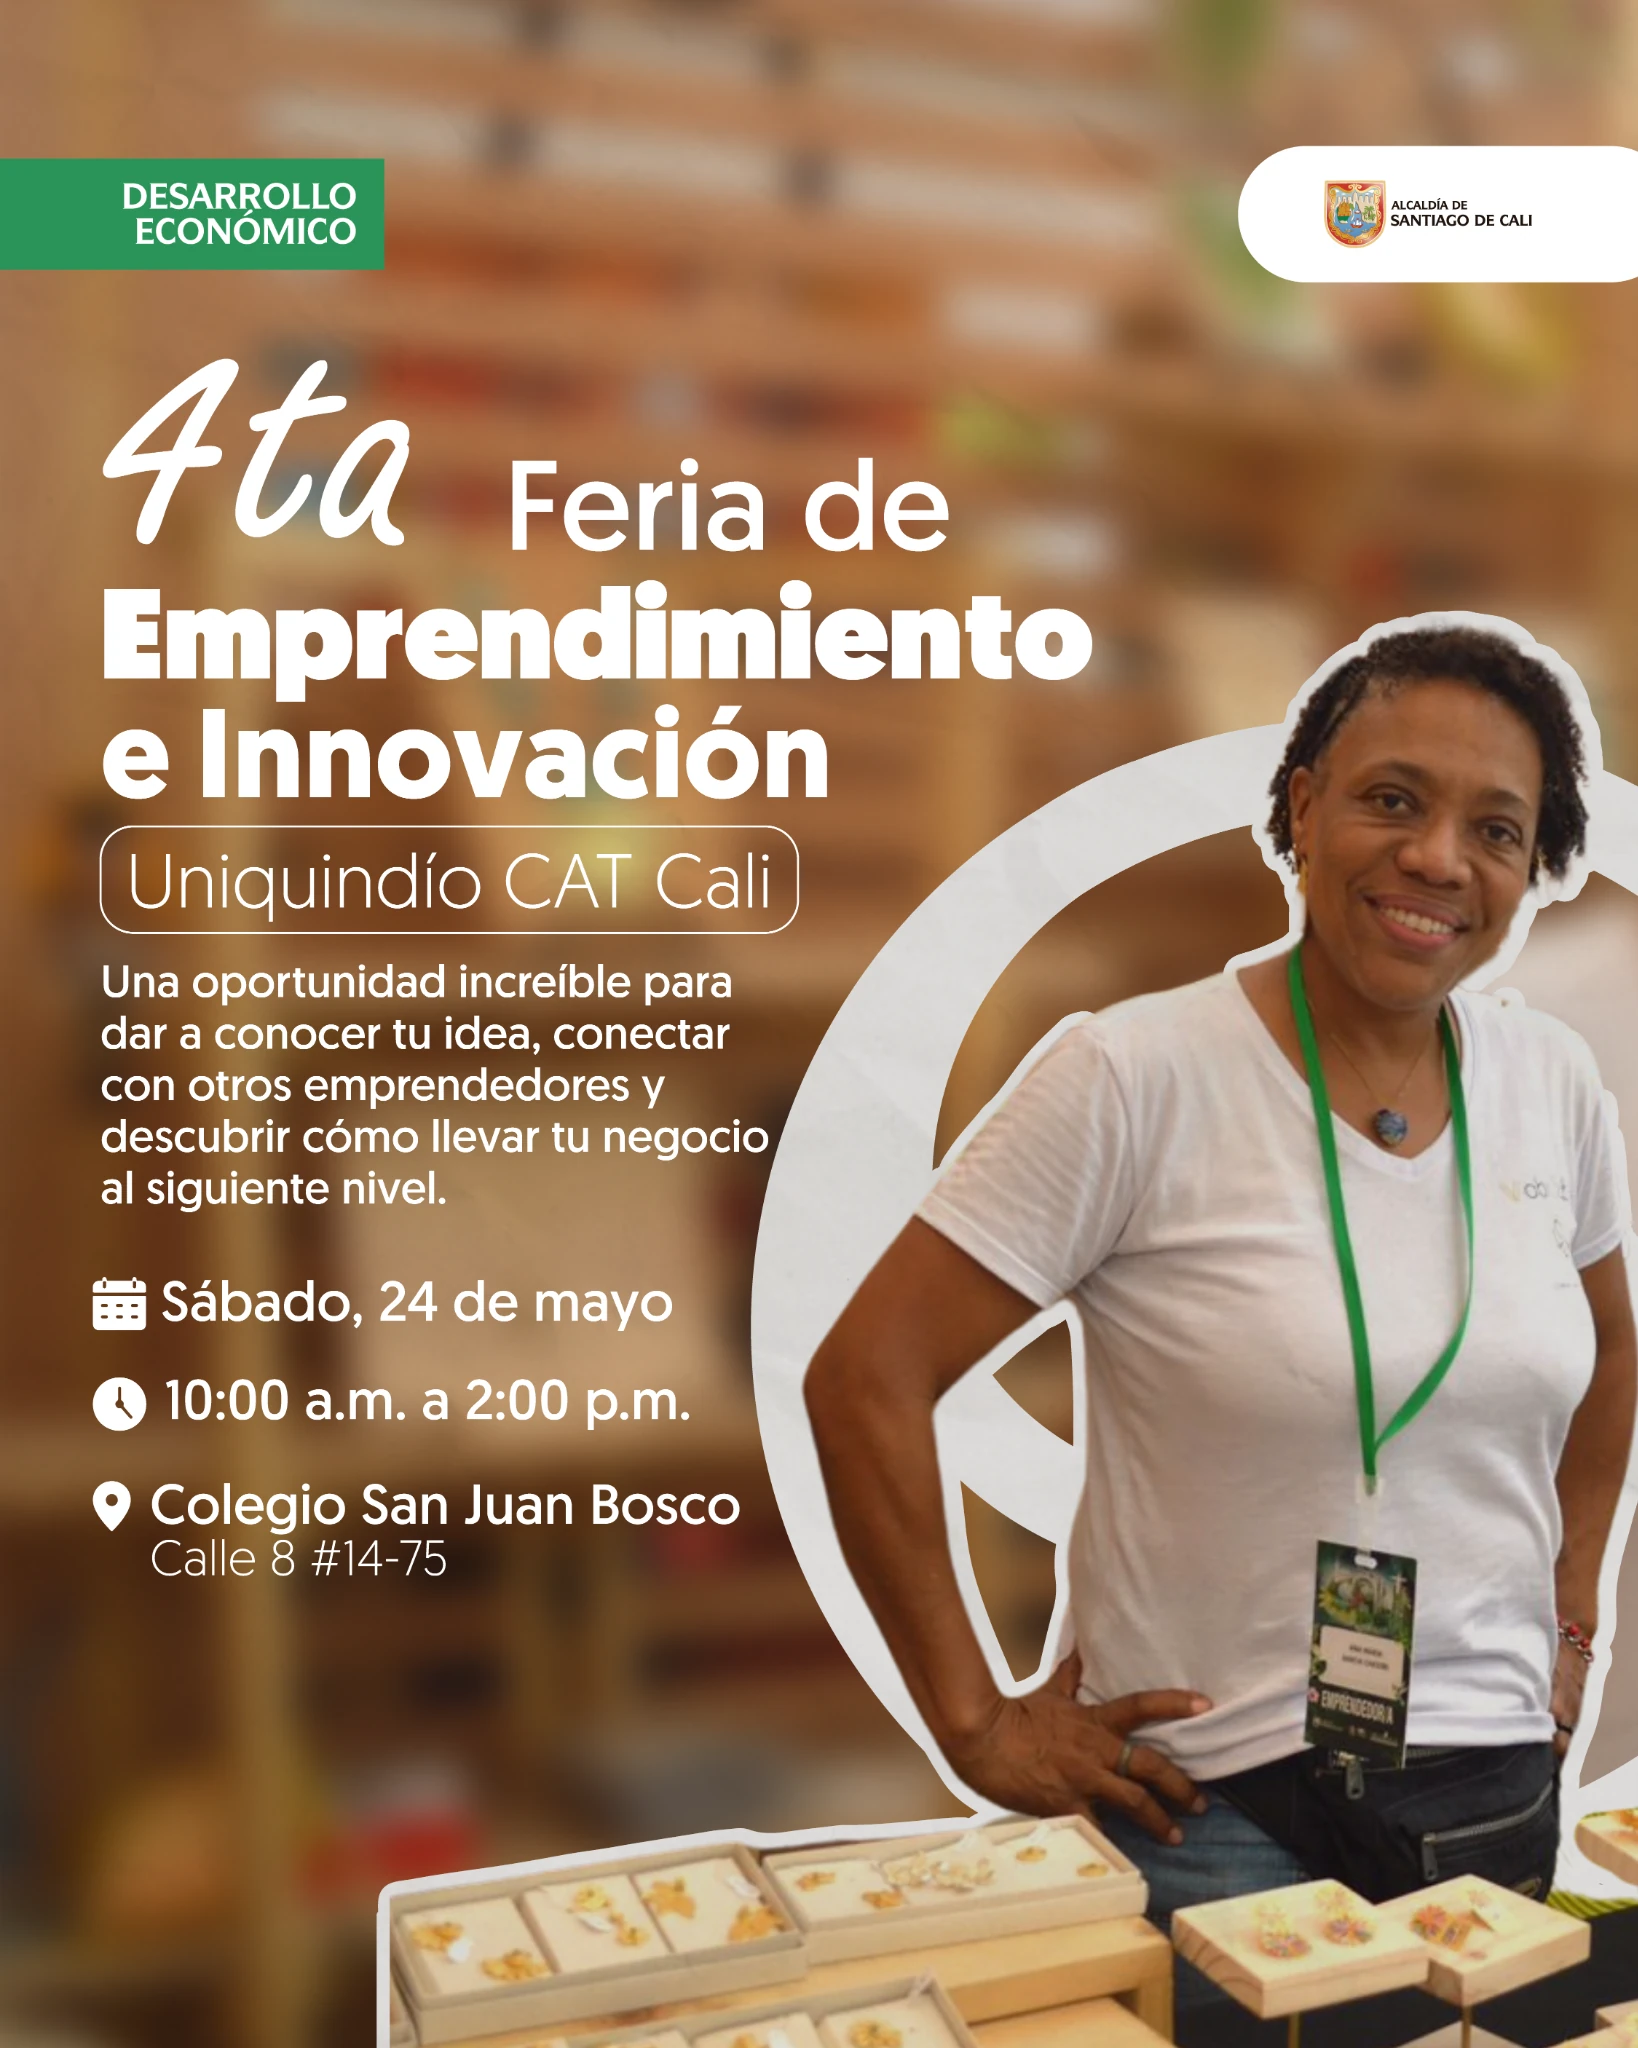 DESARROLLO
ECONÓMICO
ALCALDÍA DE
SANTIAGO DE CALI
4ta Feria de
Emprendimiento
e Innovación
Uniquindío CAT Cali
Una oportunidad increíble para
dar a conocer tu idea, conectar
con otros emprendedores y
descubrir cómo llevar tu negocio
al siguiente nivel.
Sábado, 24 de mayo
10:00 a.m. a 2:00 p.m.
Colegio San Juan Bosco
Calle 8 #14-75
EMPRENDEDOR/A